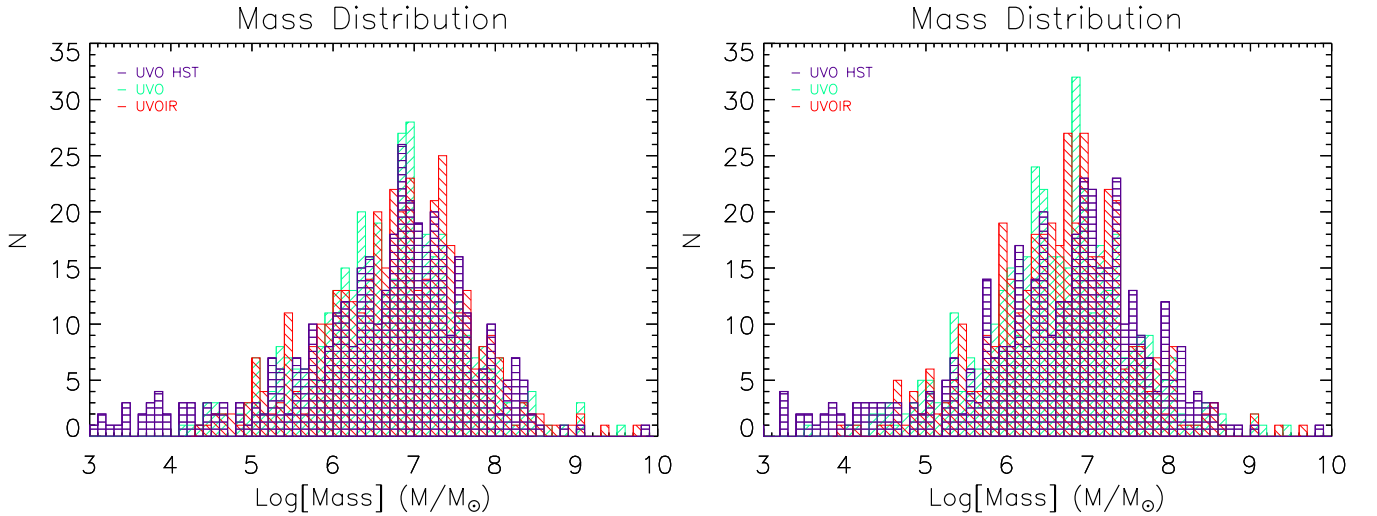 Mass Distribution
35
30
25
20
15
10
5
0
N
— UVO HST
— UVO
— UVOIR
3 4 5 6 7 8 9 10
Log[Mass] (M/M☉)
Mass Distribution
35
30
25
20
15
10
5
0
N
— UVO HST
— UVO
— UVOIR
3 4 5 6 7 8 9 10
Log[Mass] (M/M☉)